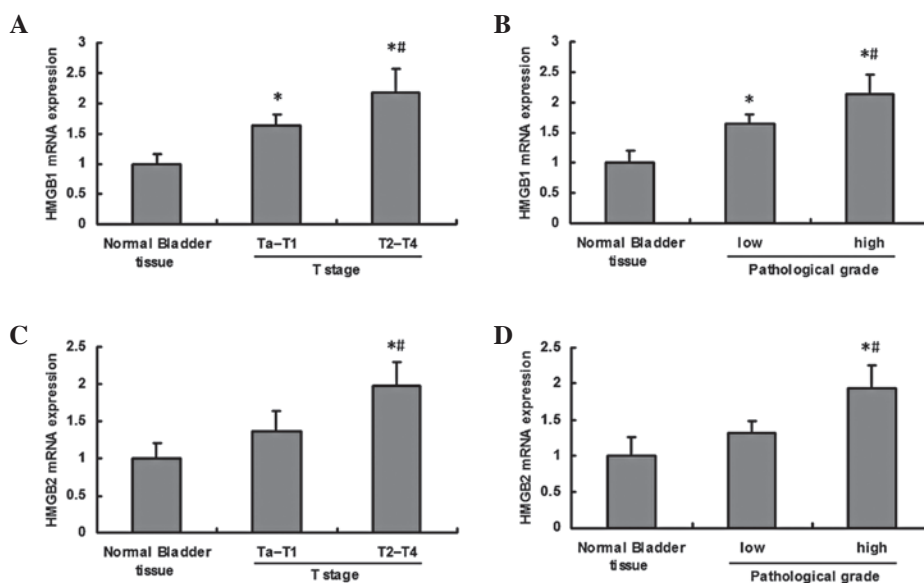 A
HMGB1 mRNA expression
3
2.5
2
1.5
1
0.5
0
*
*#
Normal Bladder
tissue
Ta–T1
T2–T4
T stage
B
HMGB1 mRNA expression
3
2.5
2
1.5
1
0.5
0
*
*#
Normal Bladder
tissue
low
high
Pathological grade
C
HMGB2 mRNA expression
2.5
2
1.5
1
0.5
0
*#
Normal Bladder
tissue
Ta–T1
T2–T4
T stage
D
HMGB2 mRNA expression
2.5
2
1.5
1
0.5
0
*#
Normal Bladder
tissue
low
high
Pathological grade